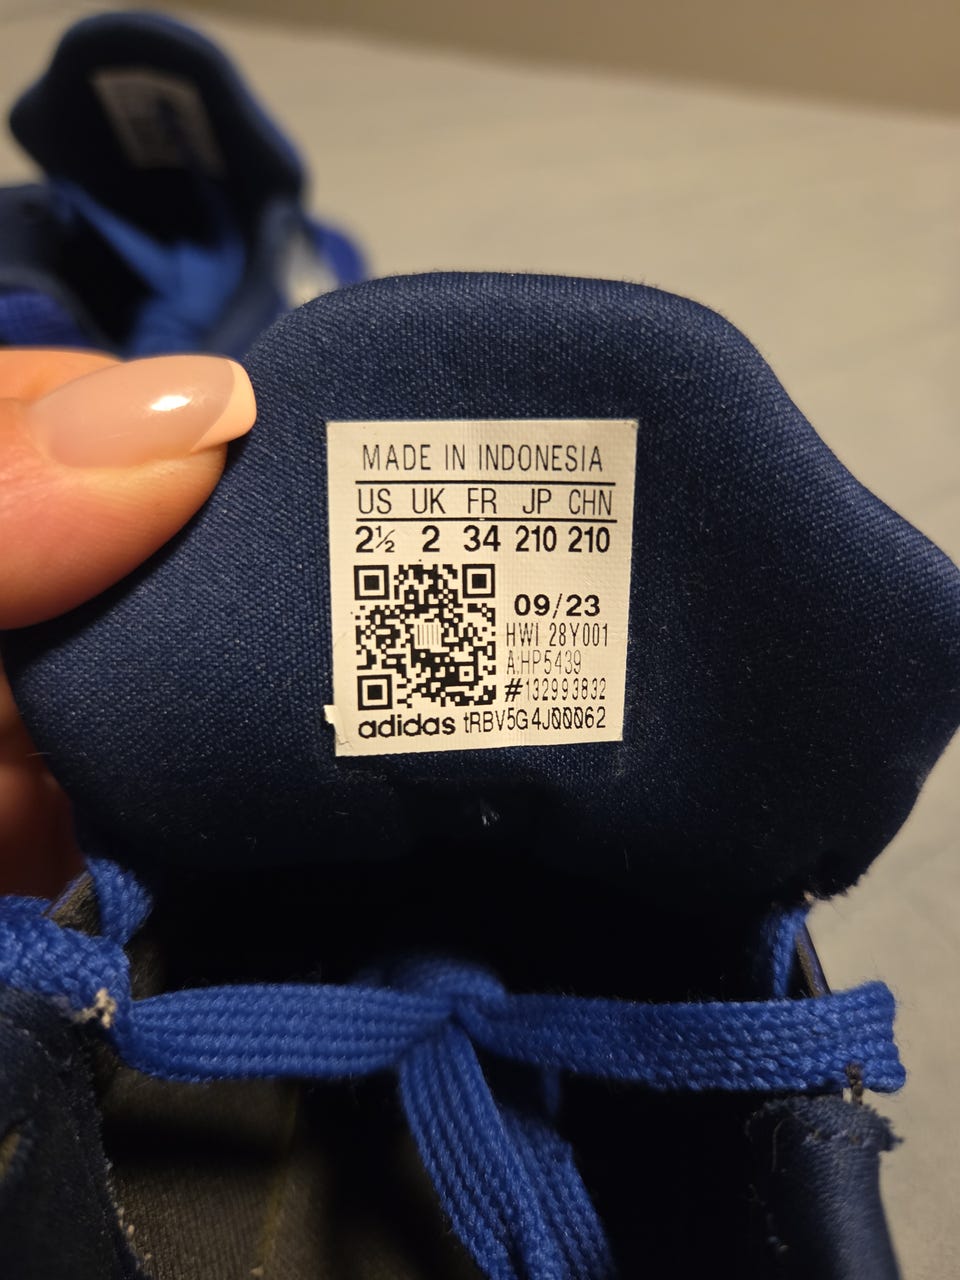 MADE IN INDONESIA
US UK FR JP CHN
2½ 2 34 210 210
09/23
HWI 28Y001
A:HP5439
#132993832
adidas tRBV5G4J00062